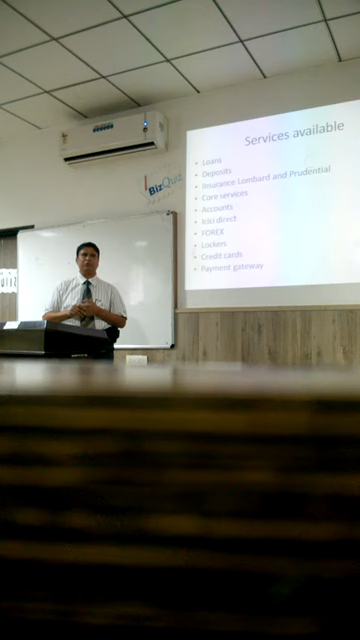 Services available
• Loans
• Deposits
• Insurance Lombard and Prudential
• Core services
• Accounts
• Icici direct
• FOREX
• Lockers
• Credit cards
• Payment gateway
BizQuiz